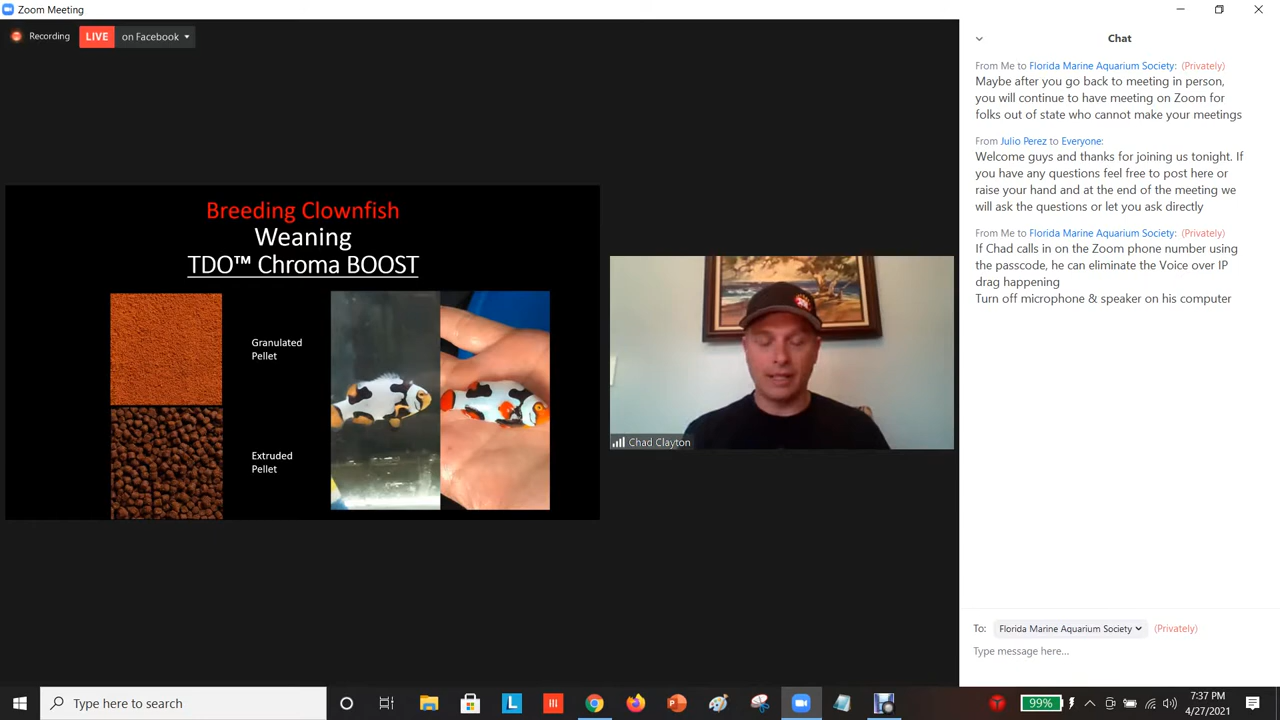 Zoom Meeting
Recording
LIVE
on Facebook
Breeding Clownfish
Weaning
TDO™ Chroma BOOST
Granulated
Pellet
Extruded
Pellet
Chad Clayton
Chat
From Me to Florida Marine Aquarium Society: (Privately)
Maybe after you go back to meeting in person,
you will continue to have meeting on Zoom for
folks out of state who cannot make your meetings
From Julio Perez to Everyone:
Welcome guys and thanks for joining us tonight. If
you have any questions feel free to post here or
raise your hand and at the end of the meeting we
will ask the questions or let you ask directly
From Me to Florida Marine Aquarium Society: (Privately)
If Chad calls in on the Zoom phone number using
the passcode, he can eliminate the Voice over IP
drag happening
Turn off microphone & speaker on his computer
To: Florida Marine Aquarium Society (Privately)
Type message here...
Type here to search
L
99%
7:37 PM
4/27/2021